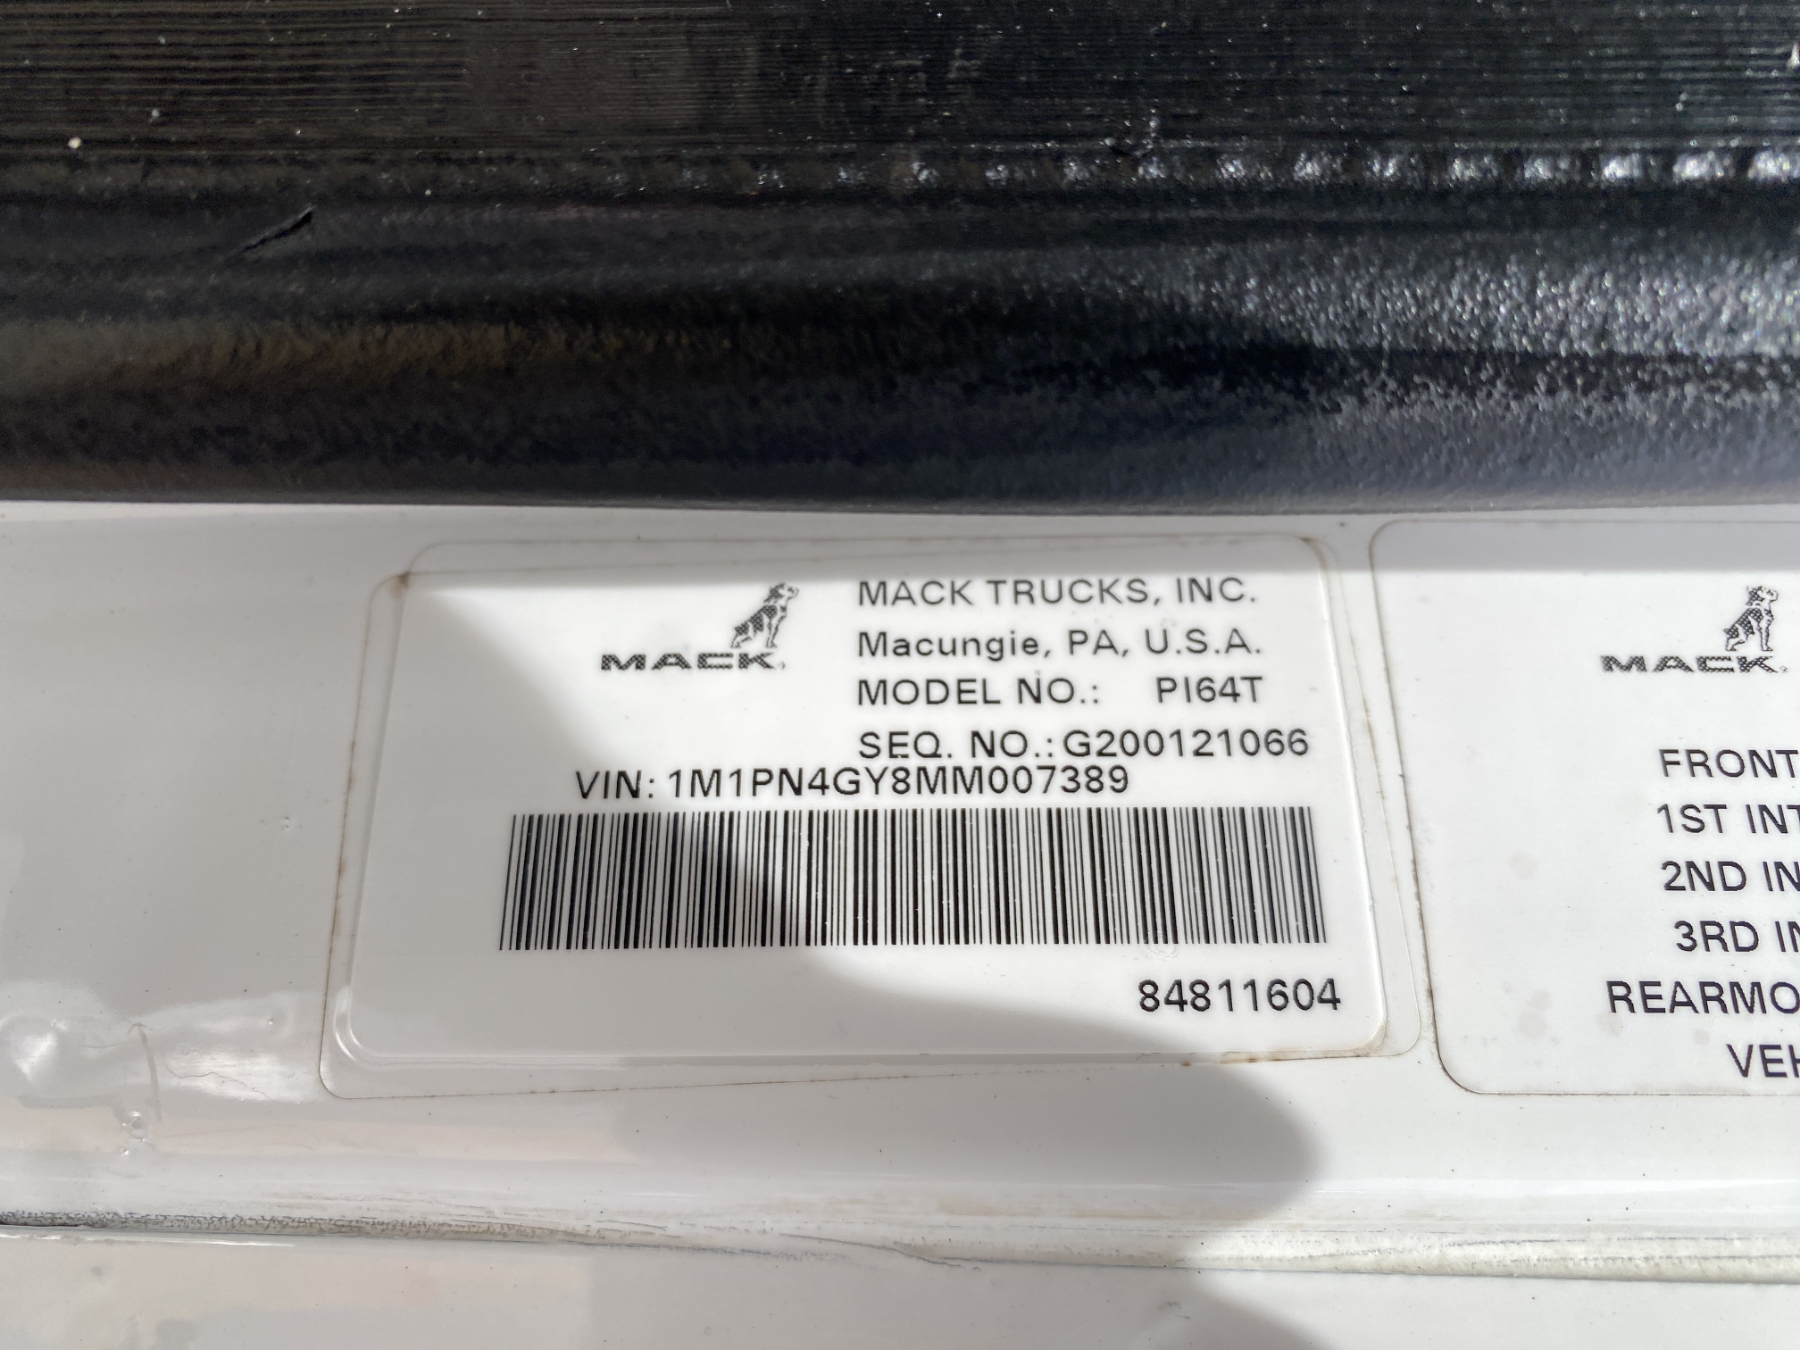 MACK
MACK TRUCKS, INC.
Macungie, PA, U.S.A.
MODEL NO.: PI64T
SEQ. NO.: G200121066
VIN: 1M1PN4GY8MM007389
84811604
MACK
FRONT
1ST INT
2ND IN
3RD IN
REARMO
VEH